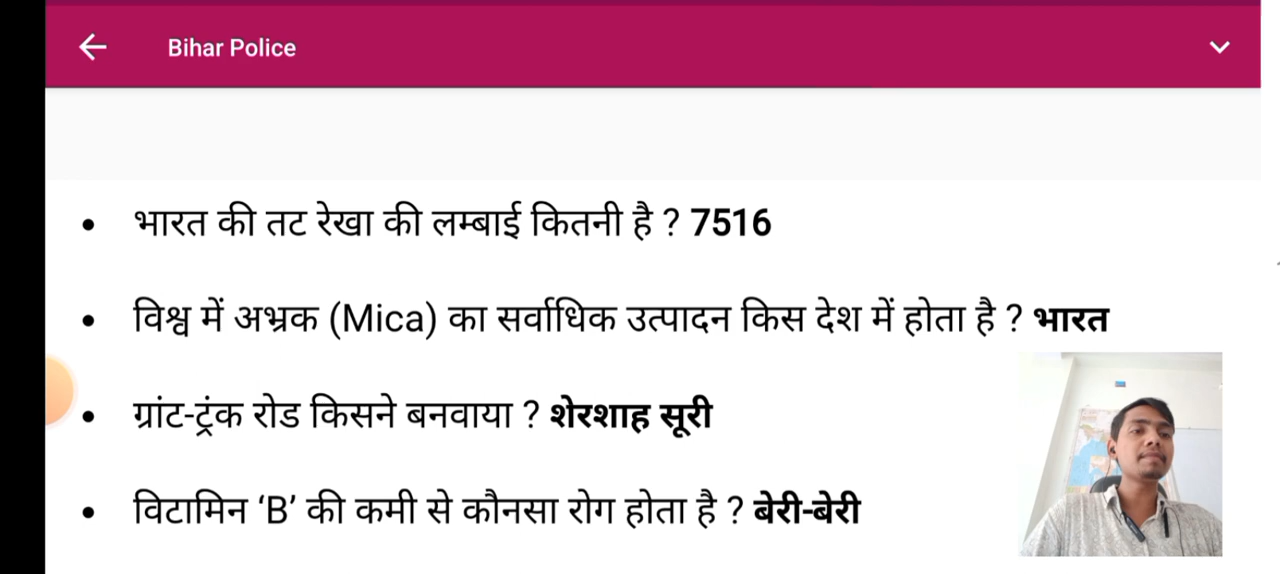 Bihar Police
• भारत की तट रेखा की लम्बाई कितनी है ? 7516
• विश्व में अभ्रक (Mica) का सर्वाधिक उत्पादन किस देश में होता है ? भारत
• ग्रांट-ट्रंक रोड किसने बनवाया ? शेरशाह सूरी
• विटामिन ‘B’ की कमी से कौनसा रोग होता है ? बेरी-बेरी